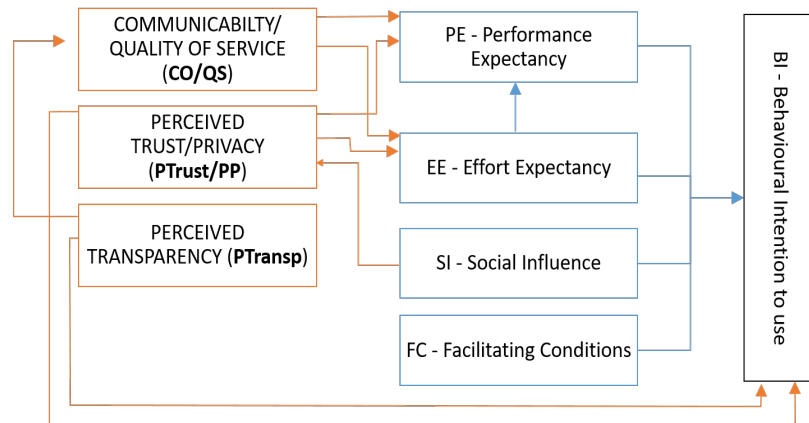 COMMUNICABILTY/
QUALITY OF SERVICE
(CO/QS)
PERCEIVED
TRUST/PRIVACY
(PTrust/PP)
PERCEIVED
TRANSPARENCY (PTransp)
PE - Performance
Expectancy
EE - Effort Expectancy
SI - Social Influence
FC - Facilitating Conditions
BI - Behavioural Intention to use